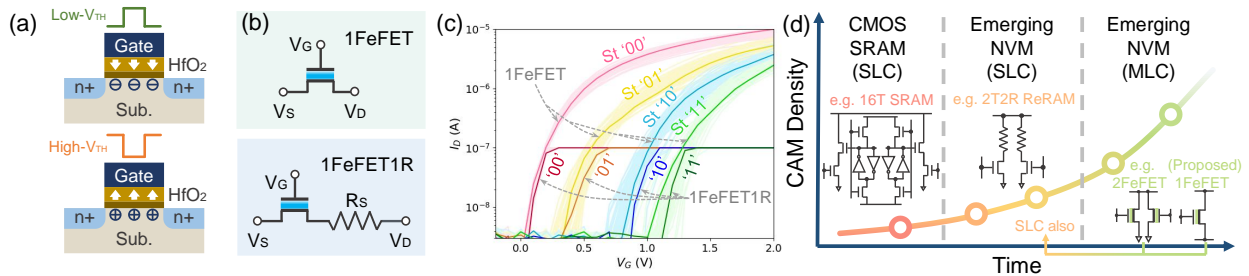 (a)
Low-VTH
Gate
HfO2
n+
n+
Sub.
High-VTH
Gate
HfO2
n+
n+
Sub.
(b)
1FeFET
VG
VS
VD
1FeFET1R
VG
RS
VS
VD
(c)
10⁻⁵
10⁻⁶
10⁻⁷
10⁻⁸
ID (A)
1FeFET
St '00'
St '01'
St '10'
St '11'
'00'
'01'
'10'
'11'
1FeFET1R
0.0
0.5
1.0
1.5
2.0
VG (V)
(d)
CAM Density
CMOS
SRAM
(SLC)
e.g. 16T SRAM
Emerging
NVM
(SLC)
e.g. 2T2R ReRAM
Emerging
NVM
(MLC)
e.g.
2FeFET
(Proposed)
1FeFET
SLC also
Time